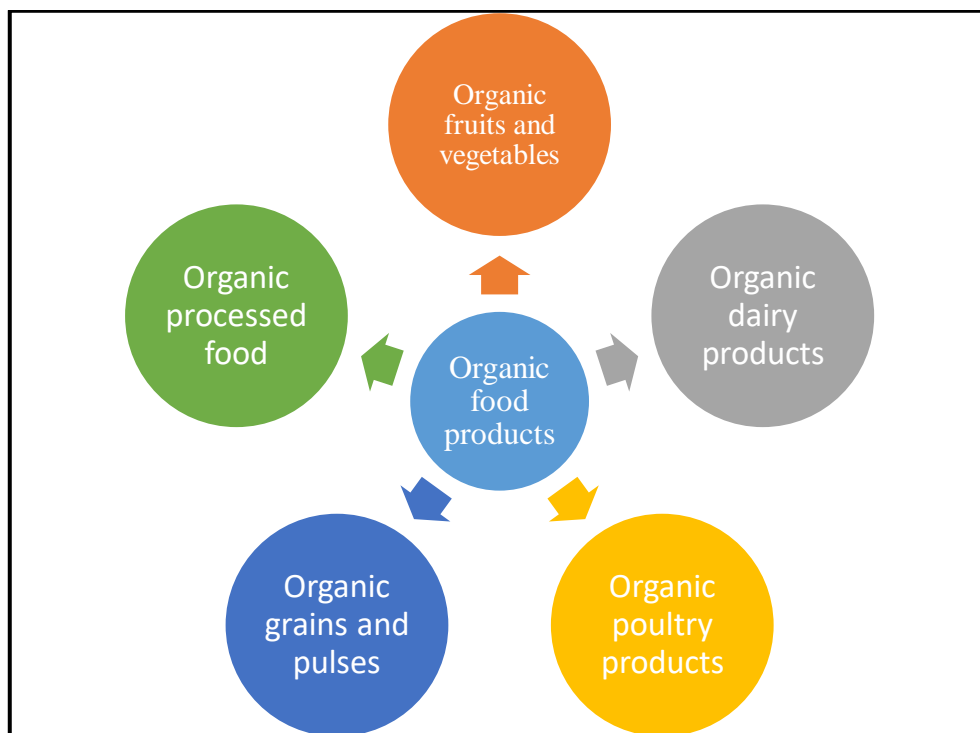 Organic
fruits and
vegetables
Organic
processed
food
Organic
dairy
products
Organic
food
products
Organic
grains and
pulses
Organic
poultry
products